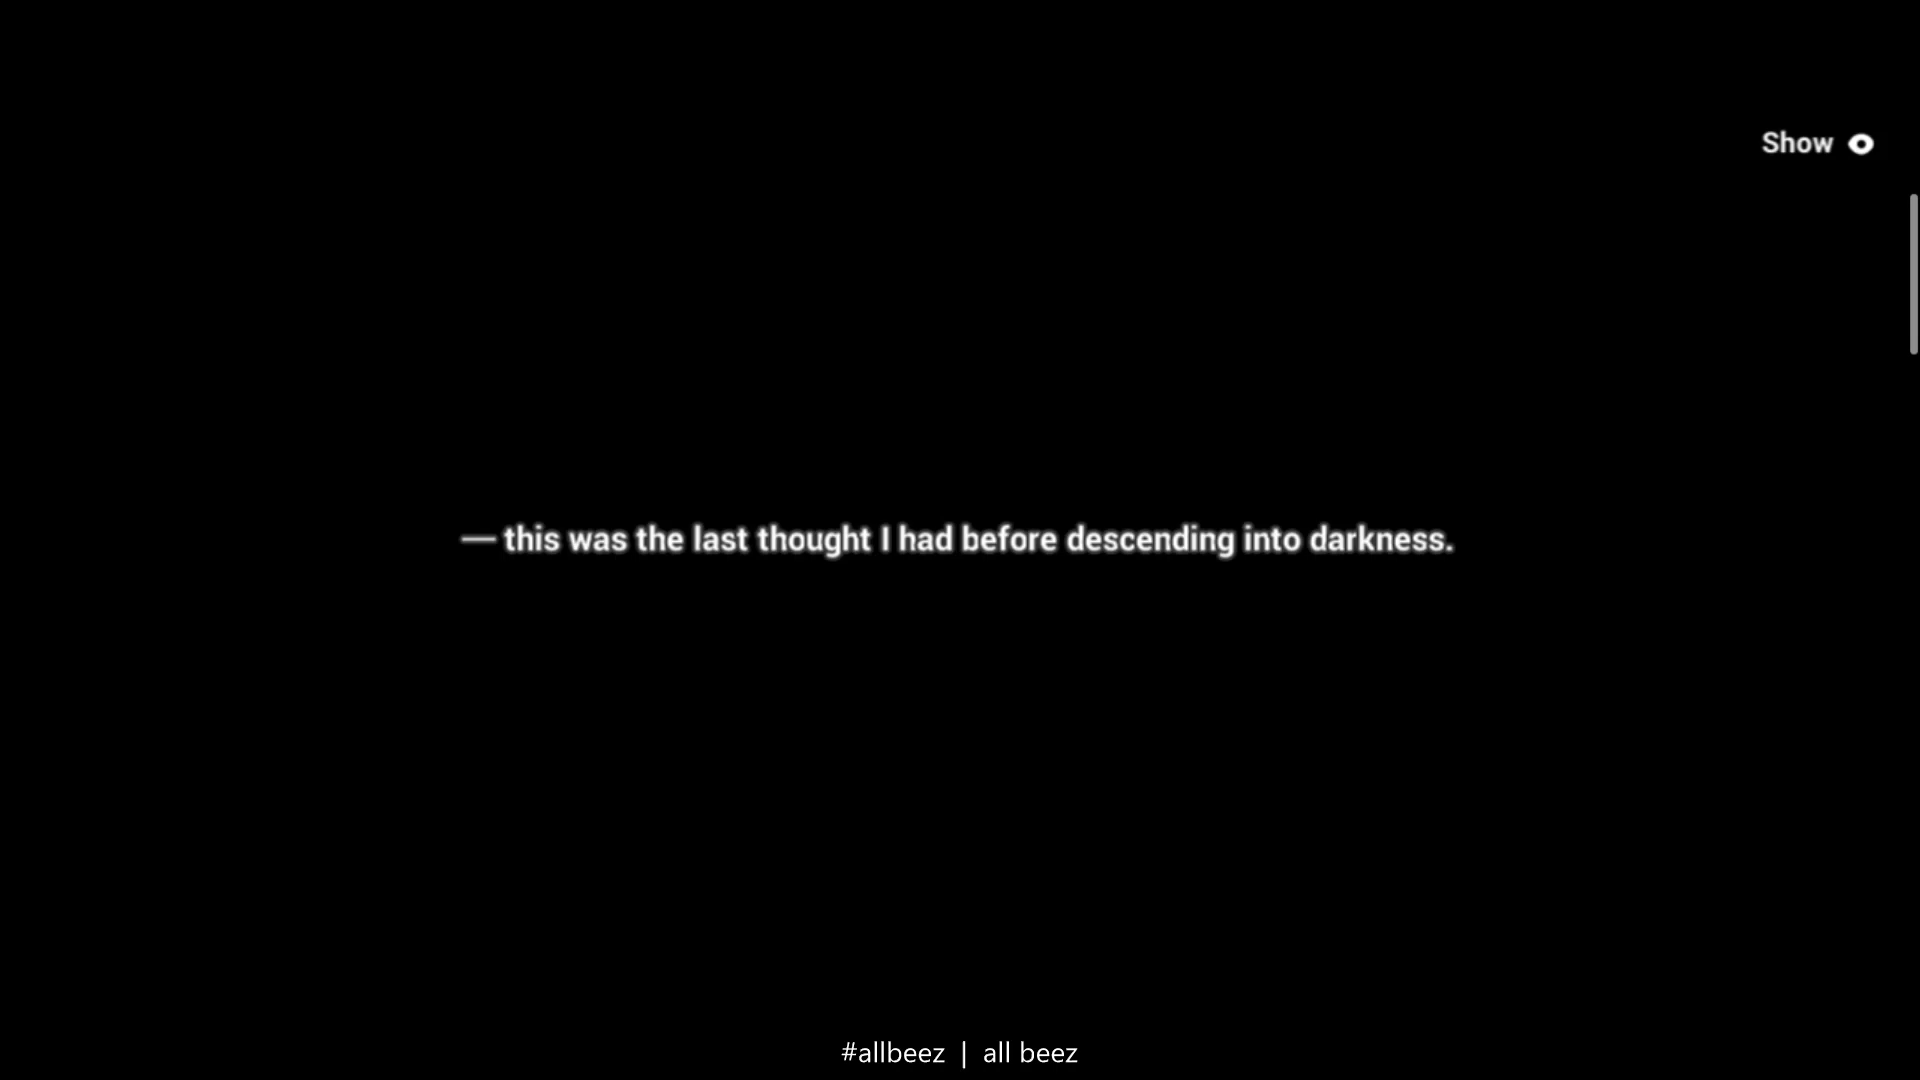 Show
— this was the last thought I had before descending into darkness.
#allbeez | all beez